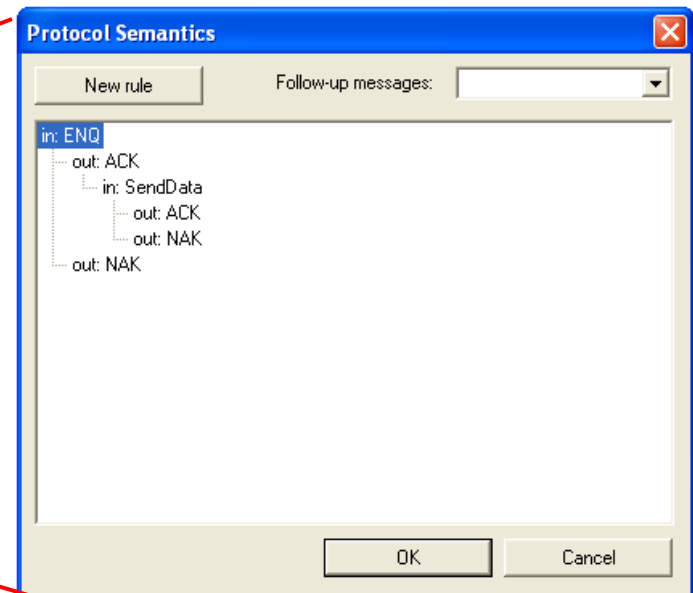 Protocol Semantics
New rule Follow-up messages:
in: ENQ
out: ACK
in: SendData
out: ACK
out: NAK
out: NAK
OK Cancel